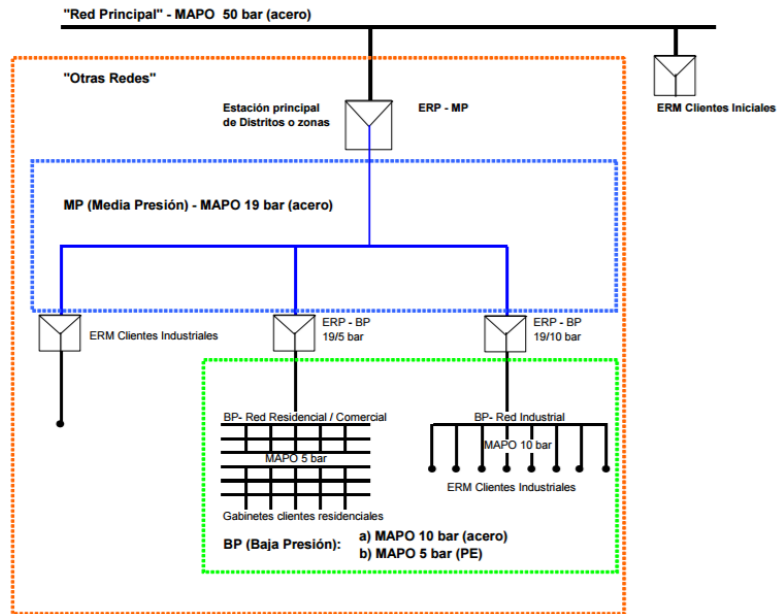 "Red Principal" - MAPO 50 bar (acero)
"Otras Redes"
Estación principal
de Distritos o zonas
ERP - MP
ERM Clientes Iniciales
MP (Media Presión) - MAPO 19 bar (acero)
ERM Clientes Industriales
ERP - BP
19/5 bar
ERP - BP
19/10 bar
BP- Red Residencial / Comercial
MAPO 5 bar
Gabinetes clientes residenciales
BP- Red Industrial
MAPO 10 bar
ERM Clientes Industriales
BP (Baja Presión):
a) MAPO 10 bar (acero)
b) MAPO 5 bar (PE)